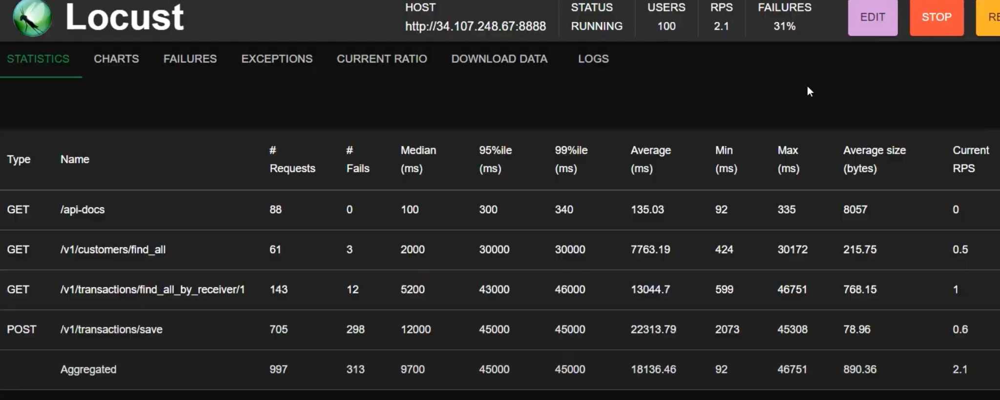 Locust
HOST
http://34.107.248.67:8888
STATUS
RUNNING
USERS
100
RPS
2.1
FAILURES
31%
EDIT
STOP
STATISTICS CHARTS FAILURES EXCEPTIONS CURRENT RATIO DOWNLOAD DATA LOGS
Type Name # Requests # Fails Median (ms) 95%ile (ms) 99%ile (ms) Average (ms) Min (ms) Max (ms) Average size (bytes) Current RPS
GET /api-docs 88 0 100 300 340 135.03 92 335 8057 0
GET /v1/customers/find_all 61 3 2000 30000 30000 7763.19 424 30172 215.75 0.5
GET /v1/transactions/find_all_by_receiver/1 143 12 5200 43000 46000 13044.7 599 46751 768.15 1
POST /v1/transactions/save 705 298 12000 45000 45000 22313.79 2073 45308 78.96 0.6
Aggregated 997 313 9700 45000 45000 18136.46 92 46751 890.36 2.1